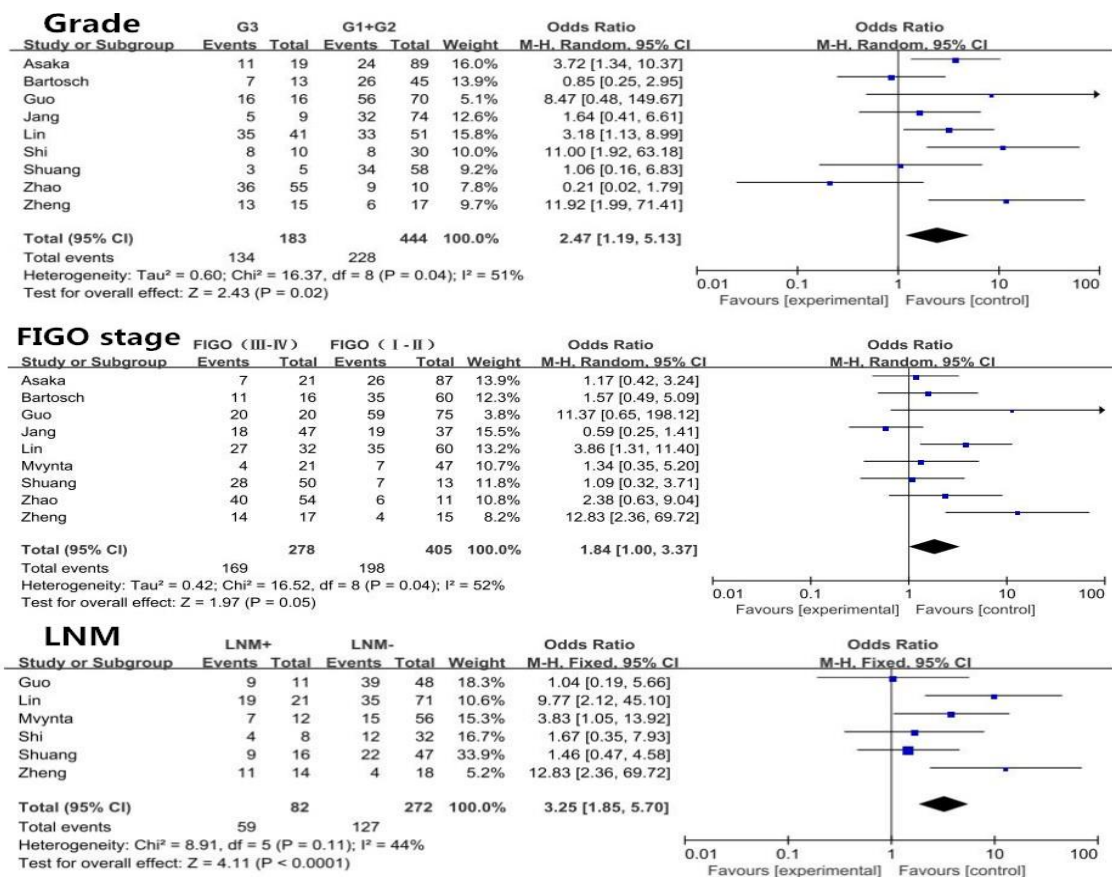 Grade G3 G1+G2 Odds Ratio Odds Ratio
Study or Subgroup Events Total Events Total Weight M-H, Random, 95% CI M-H, Random, 95% CI
Asaka 11 19 24 89 16.0% 3.72 [1.34, 10.37]
Bartosch 7 13 26 45 13.9% 0.85 [0.25, 2.95]
Guo 16 16 56 70 5.1% 8.47 [0.48, 149.67]
Jang 5 9 32 74 12.6% 1.64 [0.41, 6.61]
Lin 35 41 33 51 15.8% 3.18 [1.13, 8.99]
Shi 8 10 8 30 10.0% 11.00 [1.92, 63.18]
Shuang 3 5 34 58 9.2% 1.06 [0.16, 6.83]
Zhao 36 55 9 10 7.8% 0.21 [0.02, 1.79]
Zheng 13 15 6 17 9.7% 11.92 [1.99, 71.41]
Total (95% CI) 183 444 100.0% 2.47 [1.19, 5.13]
Total events 134 228
Heterogeneity: Tau² = 0.60; Chi² = 16.37, df = 8 (P = 0.04); I² = 51%
Test for overall effect: Z = 2.43 (P = 0.02)
0.01 0.1 1 10 100
Favours [experimental] Favours [control]
FIGO stage FIGO（III-IV） FIGO（ I - II） Odds Ratio Odds Ratio
Study or Subgroup Events Total Events Total Weight M-H, Random, 95% CI M-H, Random, 95% CI
Asaka 7 21 26 87 13.9% 1.17 [0.42, 3.24]
Bartosch 11 16 35 60 12.3% 1.57 [0.49, 5.09]
Guo 20 20 59 75 3.8% 11.37 [0.65, 198.12]
Jang 18 47 19 37 15.5% 0.59 [0.25, 1.41]
Lin 27 32 35 60 13.2% 3.86 [1.31, 11.40]
Mvynta 4 21 7 47 10.7% 1.34 [0.35, 5.20]
Shuang 28 50 7 13 11.8% 1.09 [0.32, 3.71]
Zhao 40 54 6 11 10.8% 2.38 [0.63, 9.04]
Zheng 14 17 4 15 8.2% 12.83 [2.36, 69.72]
Total (95% CI) 278 405 100.0% 1.84 [1.00, 3.37]
Total events 169 198
Heterogeneity: Tau² = 0.42; Chi² = 16.52, df = 8 (P = 0.04); I² = 52%
Test for overall effect: Z = 1.97 (P = 0.05)
0.01 0.1 1 10 100
Favours [experimental] Favours [control]
LNM LNM+ LNM- Odds Ratio Odds Ratio
Study or Subgroup Events Total Events Total Weight M-H, Fixed, 95% CI M-H, Fixed, 95% CI
Guo 9 11 39 48 18.3% 1.04 [0.19, 5.66]
Lin 19 21 35 71 10.6% 9.77 [2.12, 45.10]
Mvynta 7 12 15 56 15.3% 3.83 [1.05, 13.92]
Shi 4 8 12 32 16.7% 1.67 [0.35, 7.93]
Shuang 9 16 22 47 33.9% 1.46 [0.47, 4.58]
Zheng 11 14 4 18 5.2% 12.83 [2.36, 69.72]
Total (95% CI) 82 272 100.0% 3.25 [1.85, 5.70]
Total events 59 127
Heterogeneity: Chi² = 8.91, df = 5 (P = 0.11); I² = 44%
Test for overall effect: Z = 4.11 (P < 0.0001)
0.01 0.1 1 10 100
Favours [experimental] Favours [control]